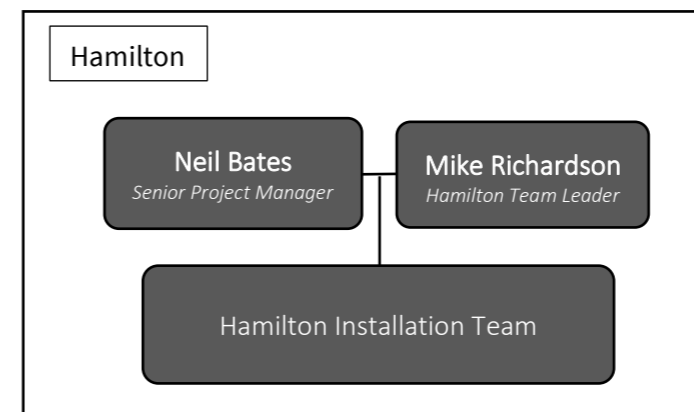 Hamilton
Neil Bates
Senior Project Manager
Mike Richardson
Hamilton Team Leader
Hamilton Installation Team